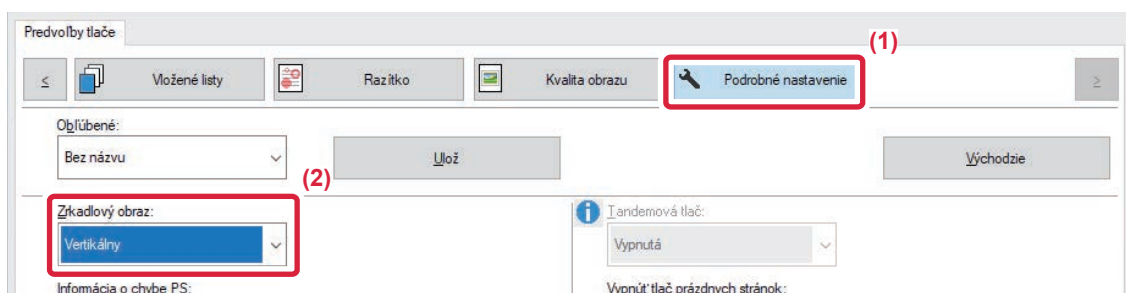 Predvoľby tlače
(1)
<
Vložené listy
Razítko
Kvalita obrazu
Podrobné nastavenie
>
Obľúbené:
Bez názvu
Ulož
Východzie
(2)
Zrkadlový obraz:
Vertikálny
Tandemová tlač:
Vypnutá
Informácia o chybe PS:
Vypnúť tlač prázdnych stránok: